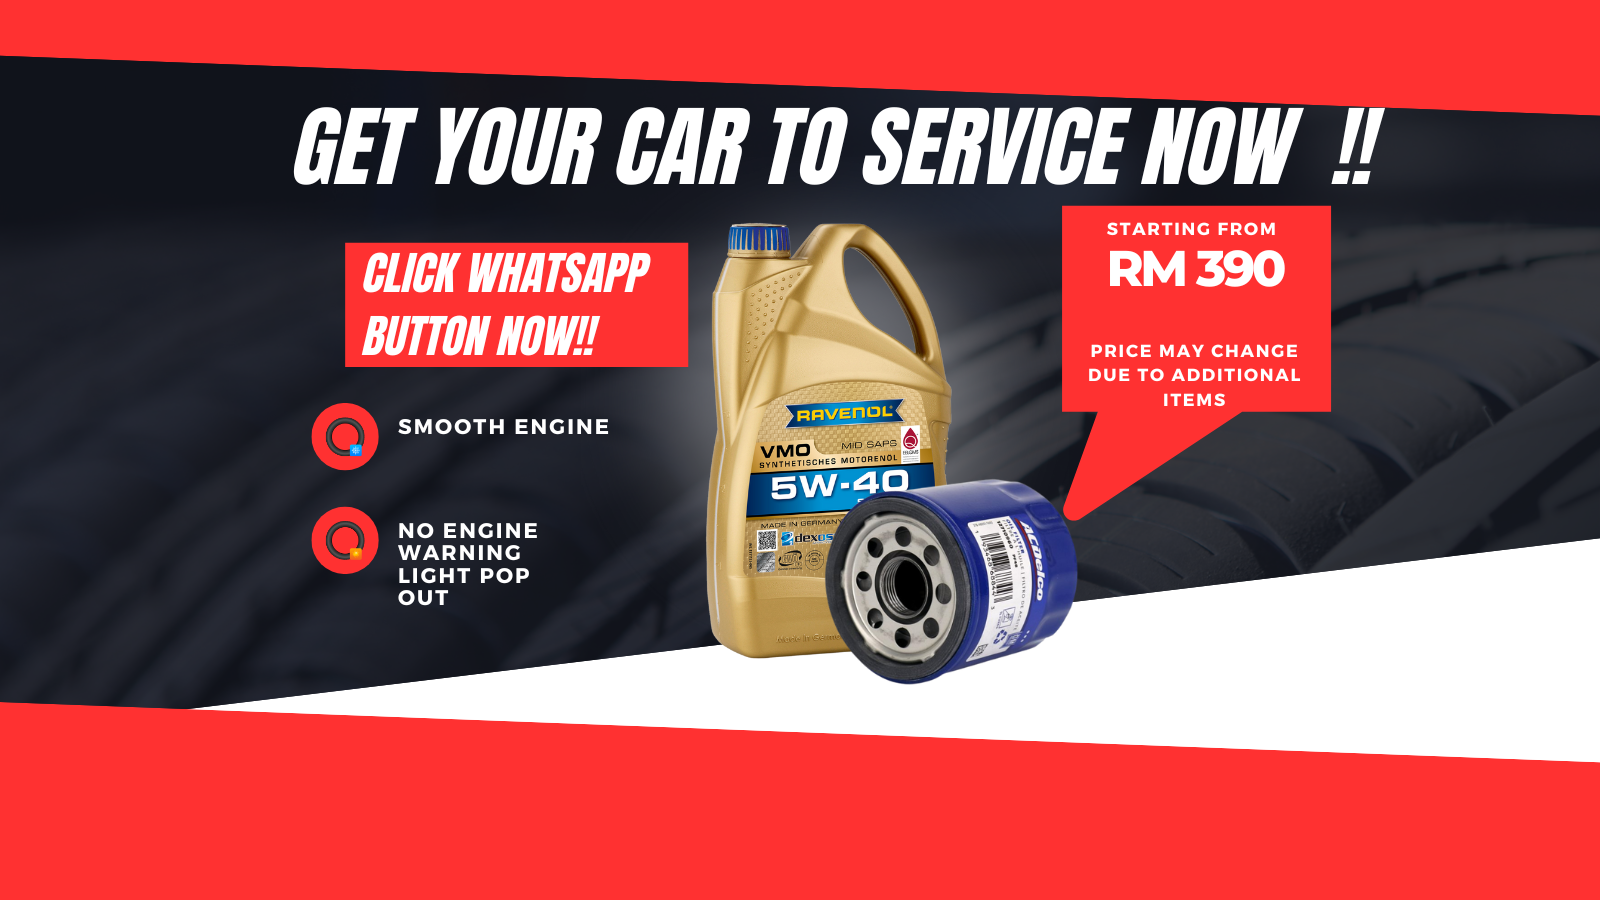 GET YOUR CAR TO SERVICE NOW !!
CLICK WHATSAPP
BUTTON NOW!!
SMOOTH ENGINE
NO ENGINE
WARNING
LIGHT POP
OUT
STARTING FROM
RM 390
PRICE MAY CHANGE
DUE TO ADDITIONAL
ITEMS
RAVENOL
VMO
MID SAPS
SYNTHETISCHES MOTORENÖL
5W-40
MADE IN GERMANY
dexos
ACDelco